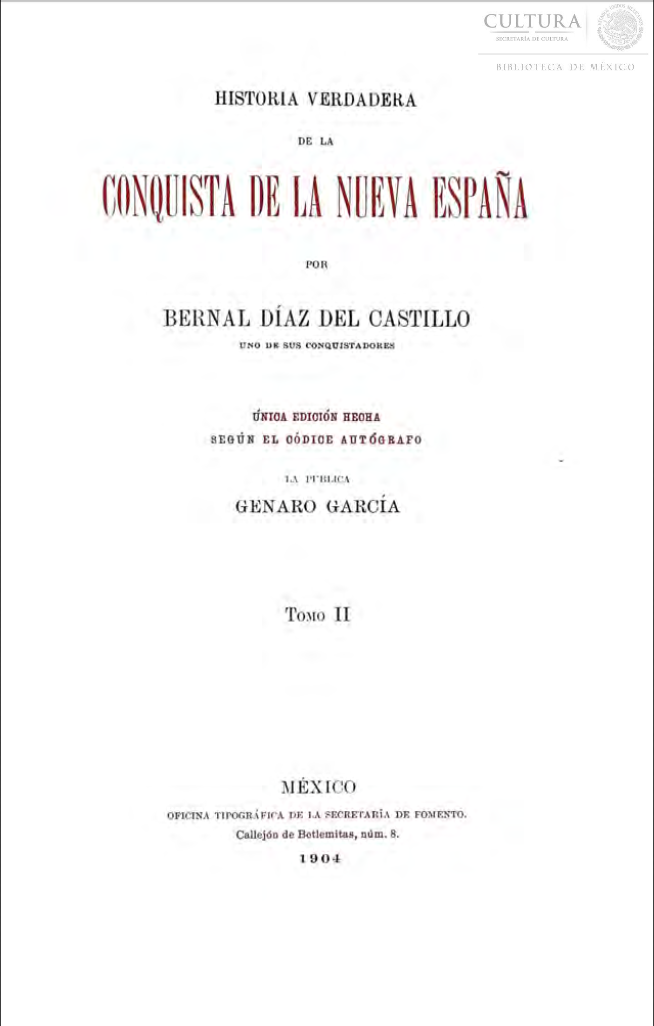 CULTURA
SECRETARÍA DE CULTURA
BIBLIOTECA DE MÉXICO
HISTORIA VERDADERA
DE LA
CONQUISTA DE LA NUEVA ESPAÑA
POR
BERNAL DÍAZ DEL CASTILLO
UNO DE SUS CONQUISTADORES
ÚNICA EDICIÓN HECHA
SEGÚN EL CÓDICE AUTÓGRAFO
LA PUBLICA
GENARO GARCÍA
TOMO II
MÉXICO
OFICINA TIPOGRÁFICA DE LA SECRETARÍA DE FOMENTO.
Callejón de Betlemitas, núm. 8.
1904